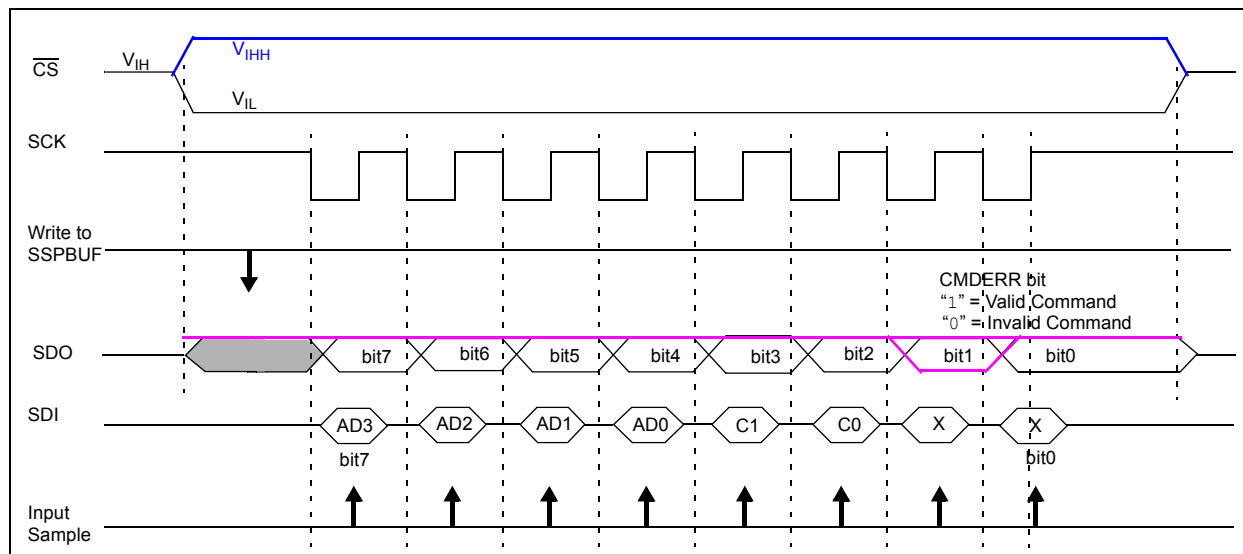 CS VIH VIHH
VIL
SCK
Write to
SSPBUF
CMDERR bit
“1” = Valid Command
“0” = Invalid Command
SDO bit7 bit6 bit5 bit4 bit3 bit2 bit1 bit0
SDI AD3 AD2 AD1 AD0 C1 C0 X X
bit7 bit0
Input
Sample